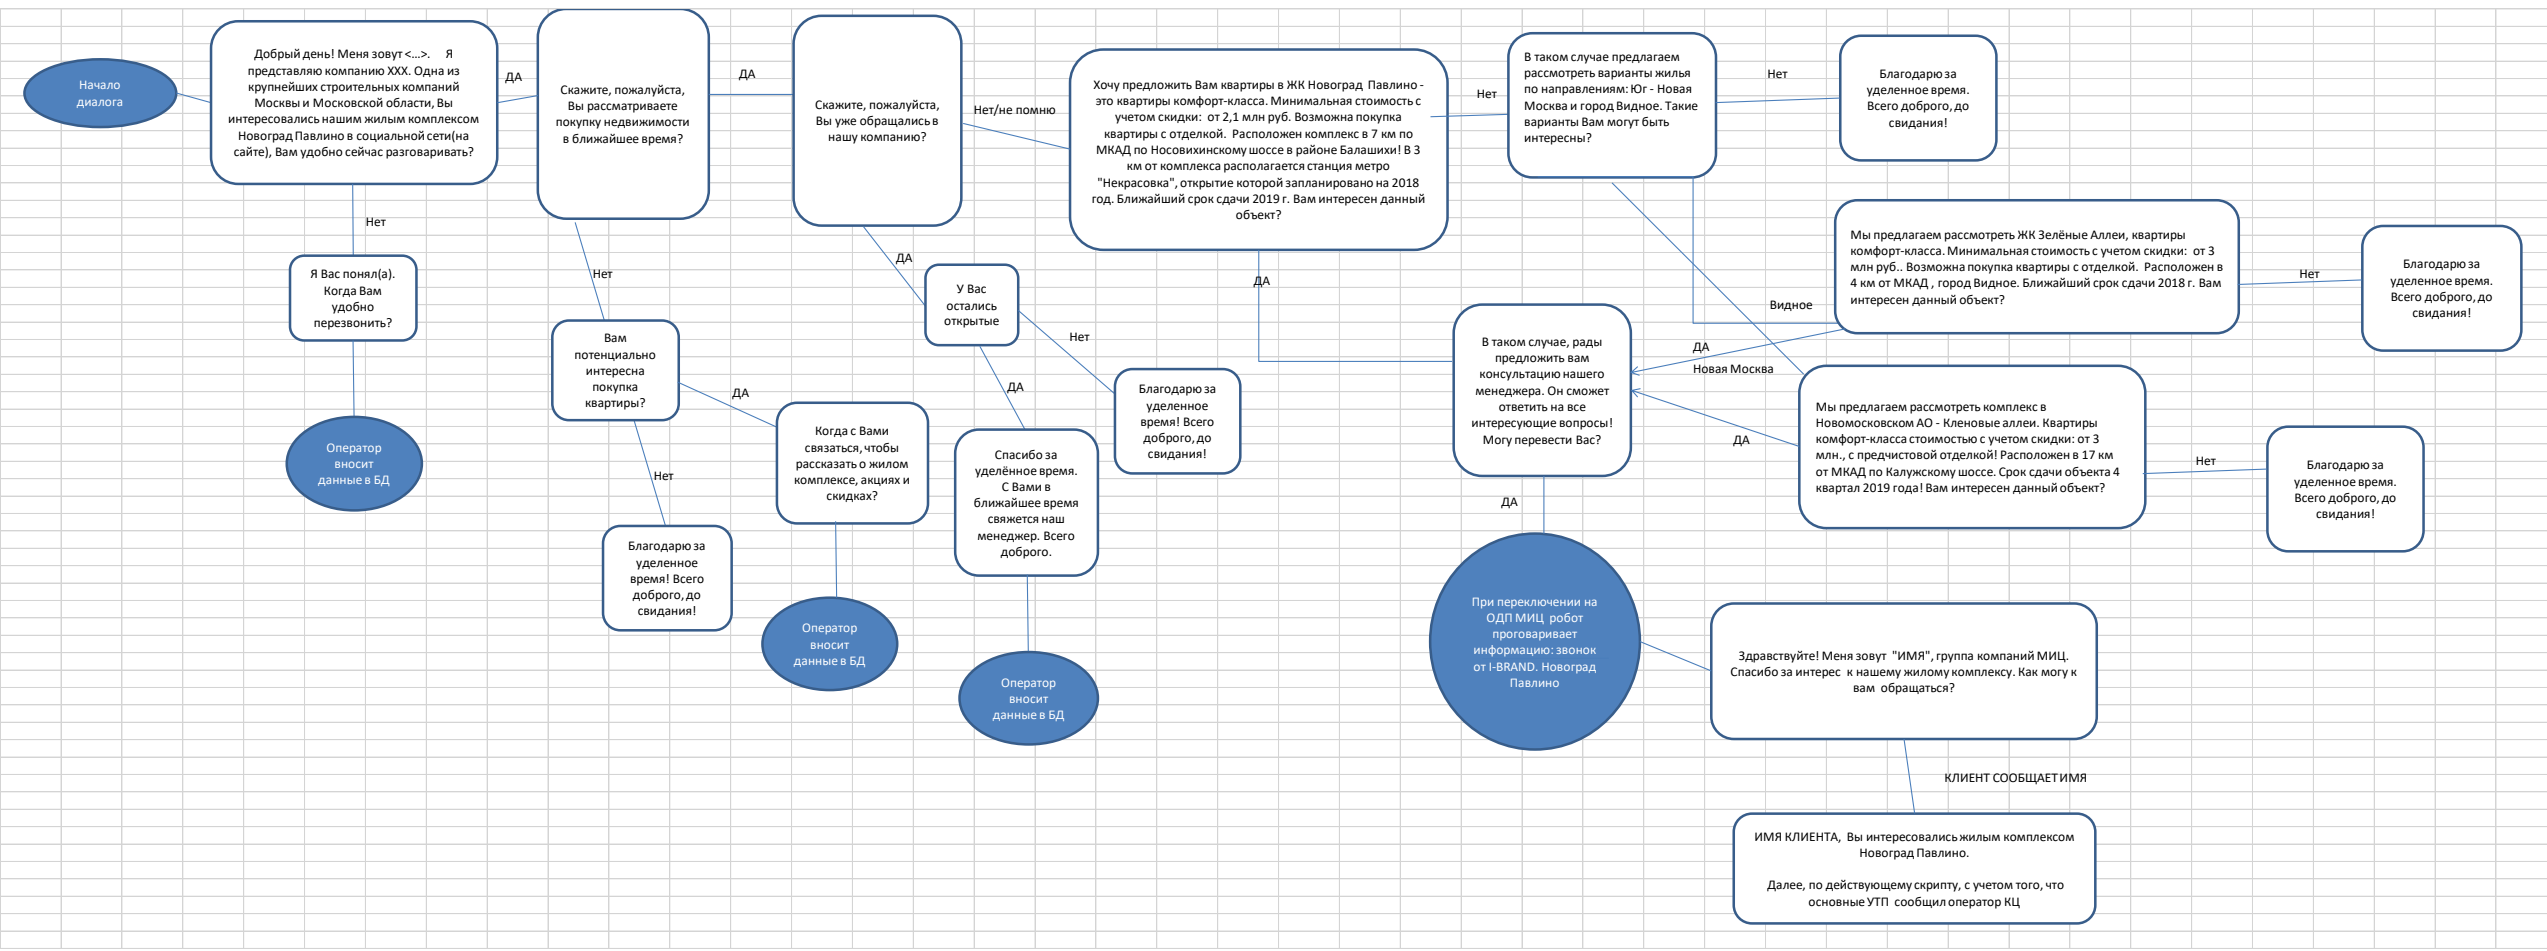 Начало
диалога
Добрый день! Меня зовут <...>. Я
представляю компанию XXX. Одна из
крупнейших строительных компаний
Москвы и Московской области, Вы
интересовались нашим жилым комплексом
Новоград Павлино в социальной сети(на
сайте), Вам удобно сейчас разговаривать?
ДА
Нет
Я Вас понял(а).
Когда Вам
удобно
перезвонить?
Оператор
вносит
данные в БД
Скажите, пожалуйста,
Вы рассматриваете
покупку недвижимости
в ближайшее время?
ДА
Нет
Вам
потенциально
интересна
покупка
квартиры?
ДА
Нет
Благодарю за
уделенное
время! Всего
доброго, до
свидания!
Когда с Вами
связаться, чтобы
рассказать о жилом
комплексе, акциях и
скидках?
Оператор
вносит
данные в БД
Скажите, пожалуйста,
Вы уже обращались в
нашу компанию?
Нет/не помню
ДА
У Вас
остались
открытые
Нет
ДА
Благодарю за
уделенное
время! Всего
доброго, до
свидания!
Спасибо за
уделённое время.
С Вами в
ближайшее время
свяжется наш
менеджер. Всего
доброго.
Оператор
вносит
данные в БД
Хочу предложить Вам квартиры в ЖК Новоград Павлино -
это квартиры комфорт-класса. Минимальная стоимость с
учетом скидки: от 2,1 млн руб. Возможна покупка
квартиры с отделкой. Расположен комплекс в 7 км по
МКАД по Носовихинскому шоссе в районе Балашихи! В 3
км от комплекса располагается станция метро
"Некрасовка", открытие которой запланировано на 2018
год. Ближайший срок сдачи 2019 г. Вам интересен данный
объект?
Нет
ДА
В таком случае предлагаем
рассмотреть варианты жилья
по направлениям: Юг - Новая
Москва и город Видное. Такие
варианты Вам могут быть
интересны?
Нет
Благодарю за
уделенное время.
Всего доброго, до
свидания!
Видное
Мы предлагаем рассмотреть ЖК Зелёные Аллеи, квартиры
комфорт-класса. Минимальная стоимость с учетом скидки: от 3
млн руб.. Возможна покупка квартиры с отделкой. Расположен в
4 км от МКАД , город Видное. Ближайший срок сдачи 2018 г. Вам
интересен данный объект?
Нет
Благодарю за
уделенное время.
Всего доброго, до
свидания!
ДА
Новая Москва
В таком случае, рады
предложить вам
консультацию нашего
менеджера. Он сможет
ответить на все
интересующие вопросы!
Могу перевести Вас?
ДА
Мы предлагаем рассмотреть комплекс в
Новомосковском АО - Кленовые аллеи. Квартиры
комфорт-класса стоимостью с учетом скидки: от 3
млн., с предчистовой отделкой! Расположен в 17 км
от МКАД по Калужскому шоссе. Срок сдачи объекта 4
квартал 2019 года! Вам интересен данный объект?
Нет
Благодарю за
уделенное время.
Всего доброго, до
свидания!
ДА
При переключении на
ОДП МИЦ робот
проговаривает
информацию: звонок
от I-BRAND. Новоград
Павлино
Здравствуйте! Меня зовут "ИМЯ", группа компаний МИЦ.
Спасибо за интерес к нашему жилому комплексу. Как могу к
вам обращаться?
КЛИЕНТ СООБЩАЕТ ИМЯ
ИМЯ КЛИЕНТА, Вы интересовались жилым комплексом
Новоград Павлино.
Далее, по действующему скрипту, с учетом того, что
основные УТП сообщил оператор КЦ